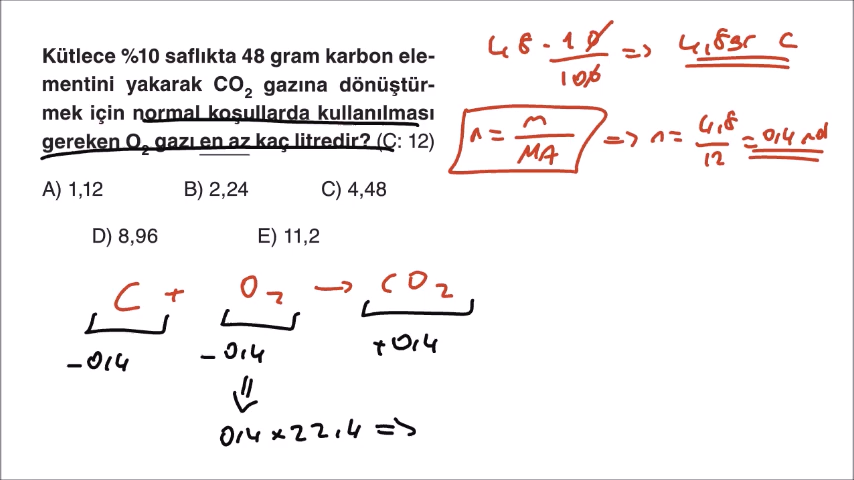 Kütlece %10 saflıkta 48 gram karbon ele-
mentini yakarak CO₂ gazına dönüştür-
mek için normal koşullarda kullanılması
gereken O₂ gazı en az kaç litredir? (C: 12)
A) 1,12 B) 2,24 C) 4,48
D) 8,96 E) 11,2
48 · 10/100 => 4,8gr C
n = m/MA => n = 4,8/12 = 0,4 mol
C + O₂ → CO₂
-0,4 -0,4 +0,4
0,4 x 22,4 =>